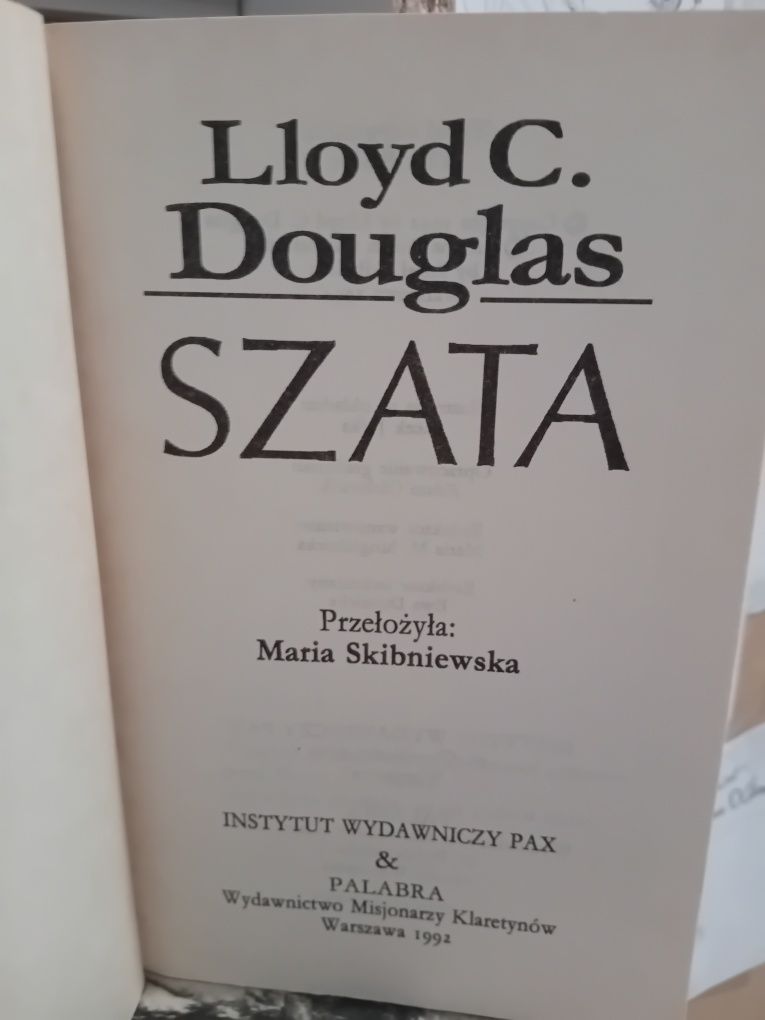 Lloyd C.
Douglas
SZATA
Przełożyła:
Maria Skibniewska
INSTYTUT WYDAWNICZY PAX
&
PALABRA
Wydawnictwo Misjonarzy Klaretynów
Warszawa 1992